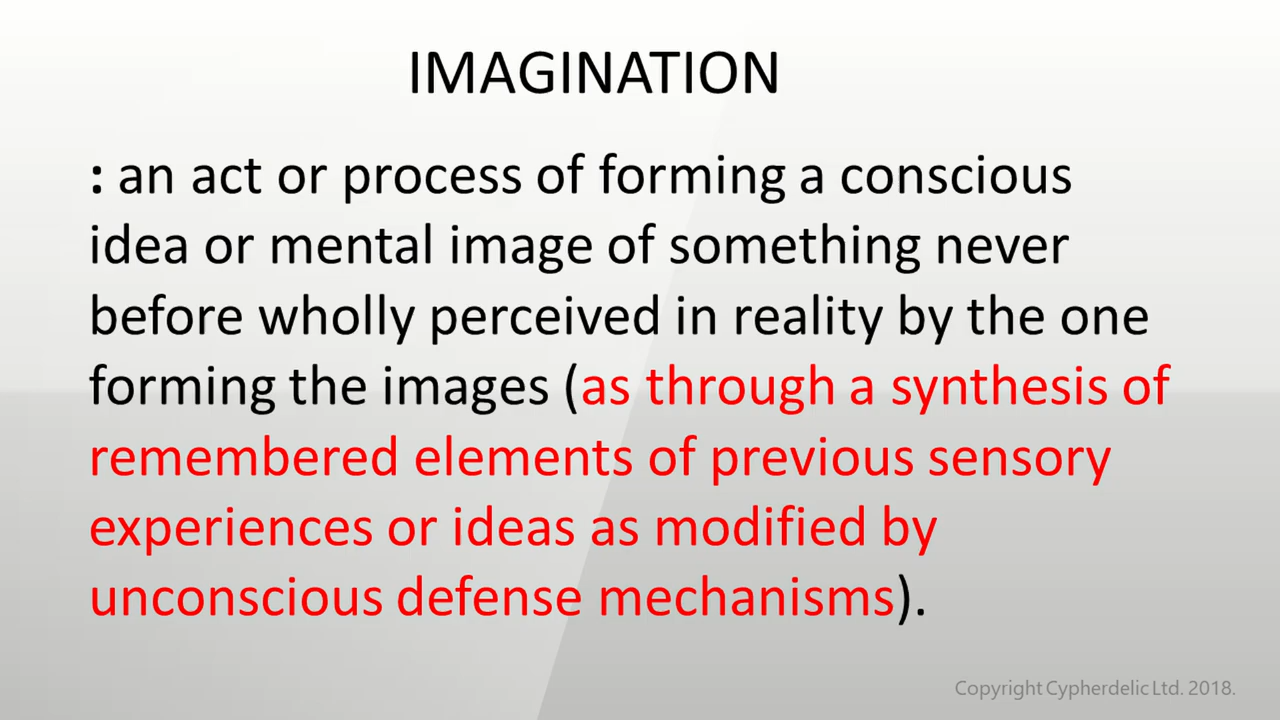 IMAGINATION
: an act or process of forming a conscious
idea or mental image of something never
before wholly perceived in reality by the one
forming the images (as through a synthesis of
remembered elements of previous sensory
experiences or ideas as modified by
unconscious defense mechanisms).
Copyright Cypherdelic Ltd. 2018.